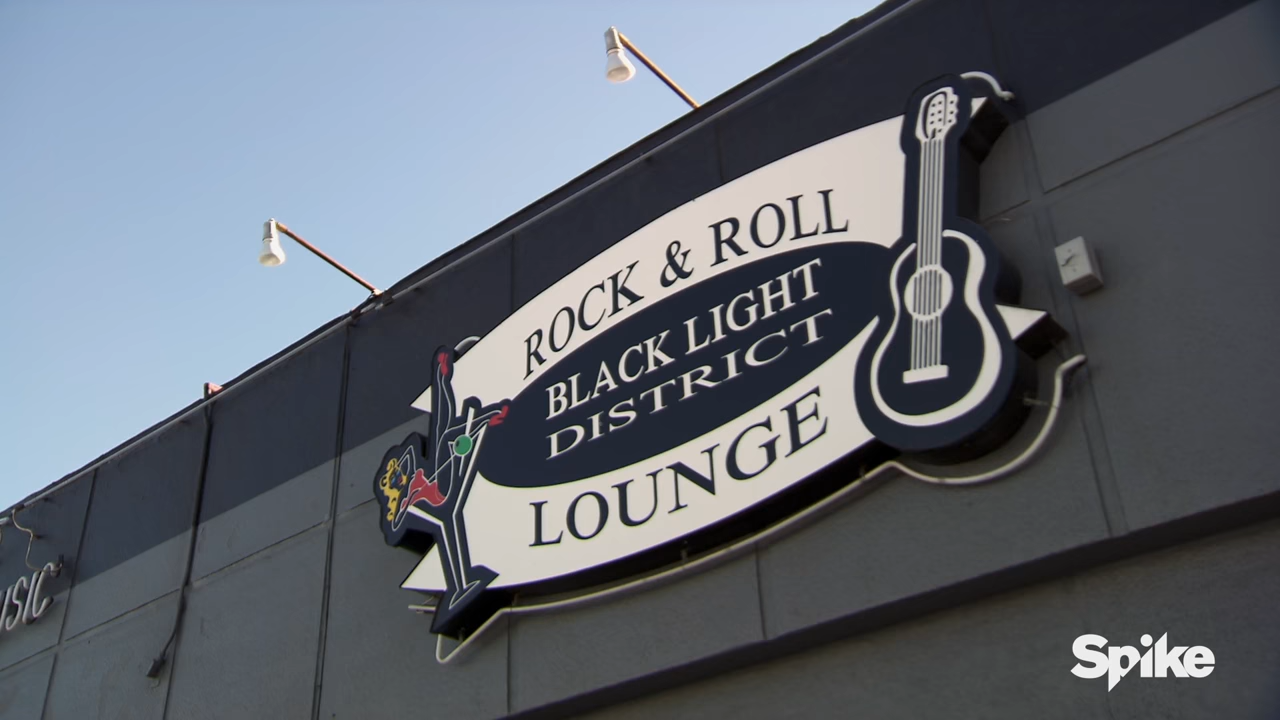 ROCK & ROLL
BLACK LIGHT
DISTRICT
LOUNGE
Spike